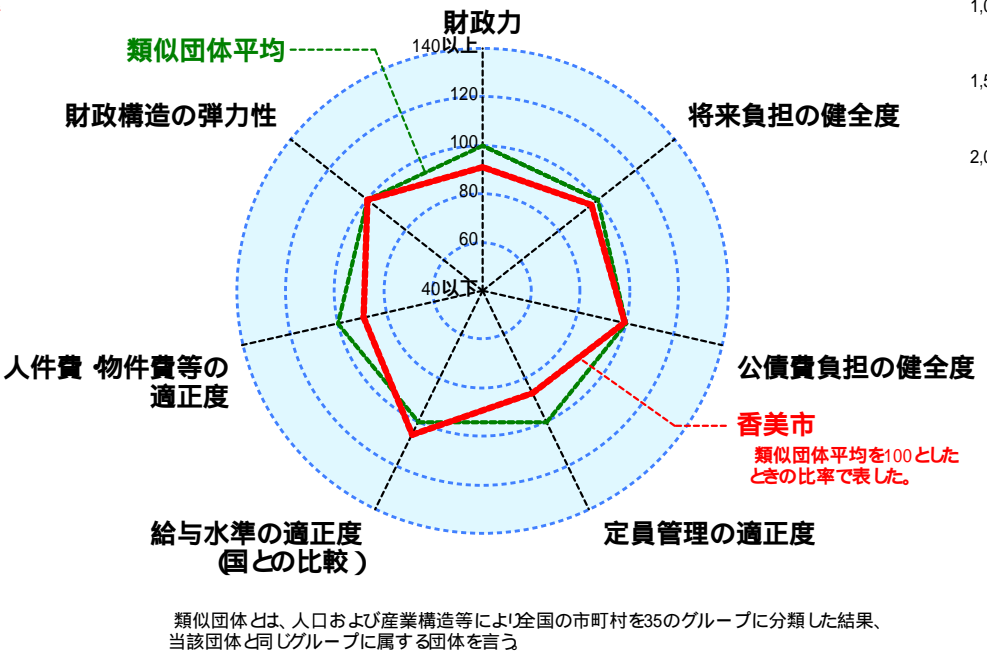 財政力
140以上
類似団体平均
120
財政構造の弾力性
将来負担の健全度
100
80
60
40以下
人件費・物件費等の
適正度
公債費負担の健全度
香美市
類似団体平均を100とした
ときの比率で表した。
給与水準の適正度
(国との比較)
定員管理の適正度
類似団体とは、人口および産業構造等により全国の市町村を35のグループに分類した結果、
当該団体と同じグループに属する団体を言う